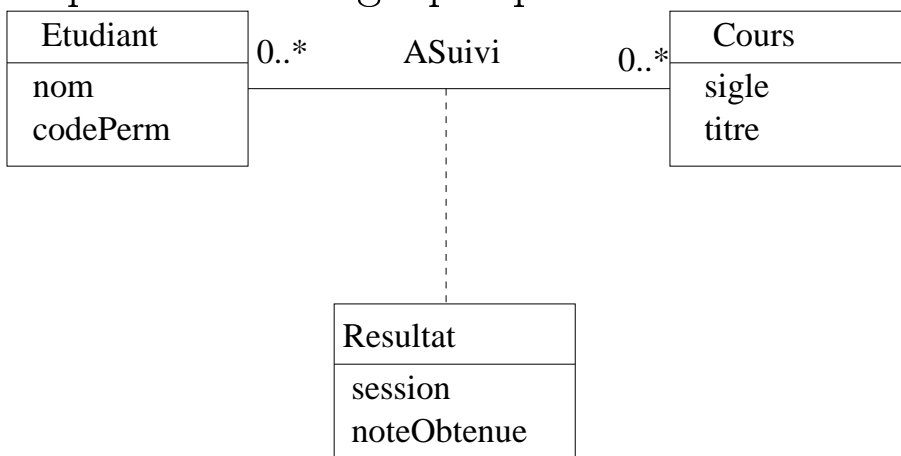 Etudiant
nom
codePerm
0..*
ASuivi
0..*
Cours
sigle
titre
Resultat
session
noteObtenue